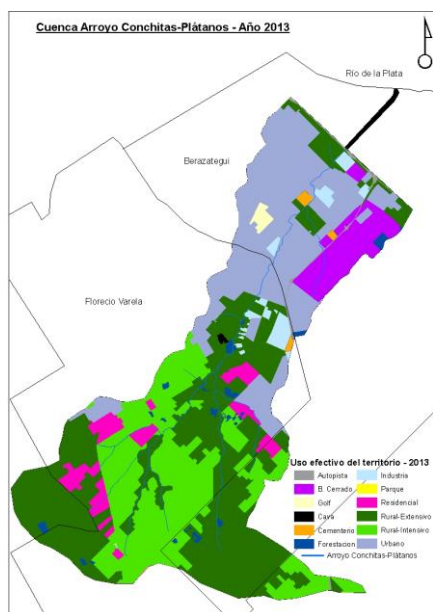 Cuenca Arroyo Conchitas-Plátanos - Año 2013
Río de la Plata
Berazategui
Florecio Varela
Uso efectivo del territorio - 2013
Autopista
Industria
B. Cerrado
Parque
Golf
Residencial
Cava
Rural-Extensivo
Cementerio
Rural-Intensivo
Forestacion
Urbano
Arroyo Conchitas-Plátanos